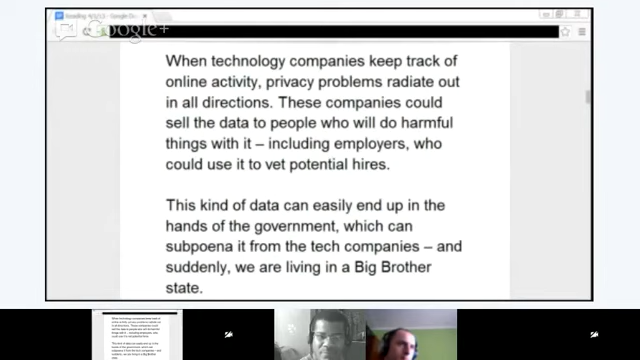 Google+
When technology companies keep track of
online activity, privacy problems radiate out
in all directions. These companies could
sell the data to people who will do harmful
things with it – including employers, who
could use it to vet potential hires.
This kind of data can easily end up in the
hands of the government, which can
subpoena it from the tech companies – and
suddenly, we are living in a Big Brother
state.